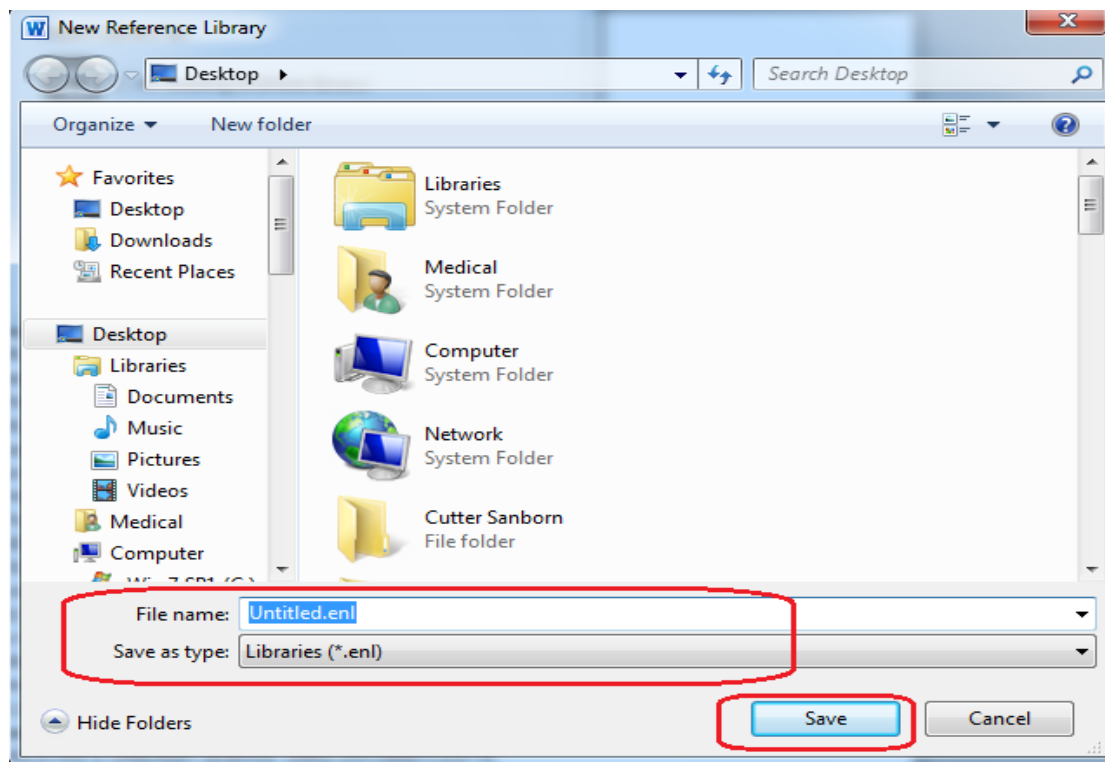 New Reference Library
Desktop
Search Desktop
Organize
New folder
Favorites
Desktop
Downloads
Recent Places
Desktop
Libraries
Documents
Music
Pictures
Videos
Medical
Computer
Libraries
System Folder
Medical
System Folder
Computer
System Folder
Network
System Folder
Cutter Sanborn
File folder
File name: Untitled.enl
Save as type: Libraries (*.enl)
Hide Folders
Save
Cancel